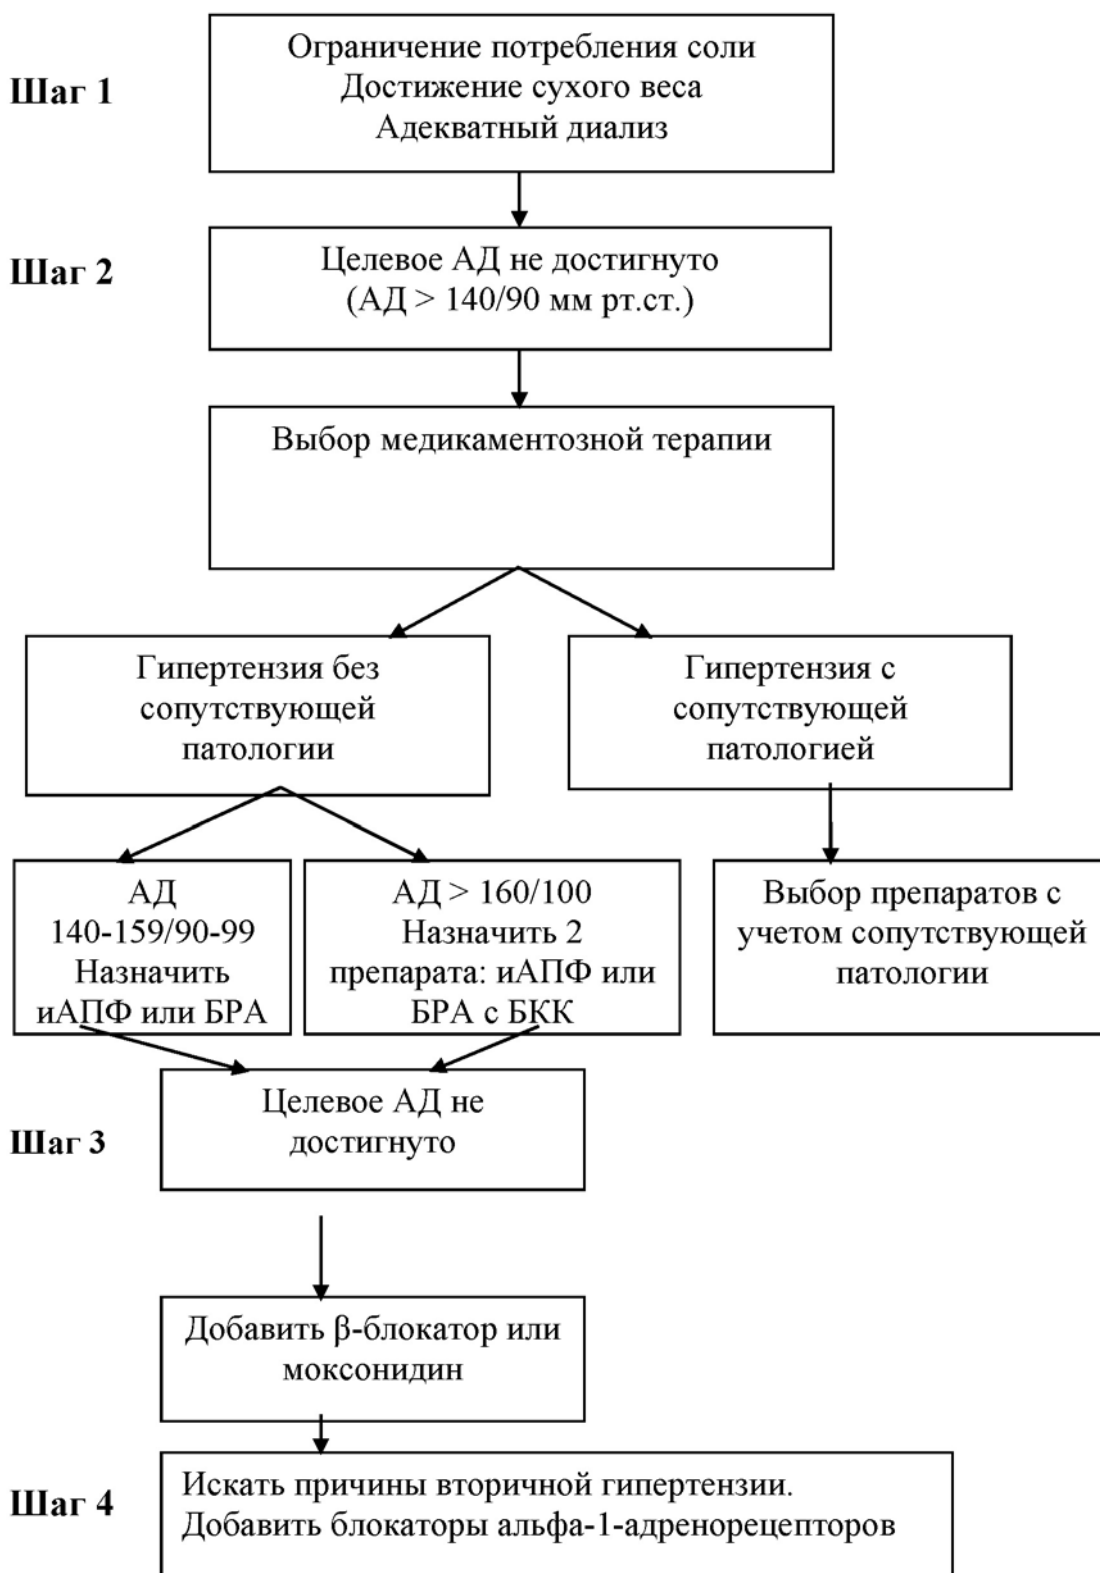 Шаг 1
Ограничение потребления соли
Достижение сухого веса
Адекватный диализ
Шаг 2
Целевое АД не достигнуто
(АД > 140/90 мм рт.ст.)
Выбор медикаментозной терапии
Гипертензия без
сопутствующей
патологии
Гипертензия с
сопутствующей
патологией
АД
140-159/90-99
Назначить
иАПФ или БРА
АД > 160/100
Назначить 2
препарата: иАПФ или
БРА с БКК
Выбор препаратов с
учетом сопутствующей
патологии
Шаг 3
Целевое АД не
достигнуто
Добавить β-блокатор или
моксонидин
Шаг 4
Искать причины вторичной гипертензии.
Добавить блокаторы альфа-1-адренорецепторов